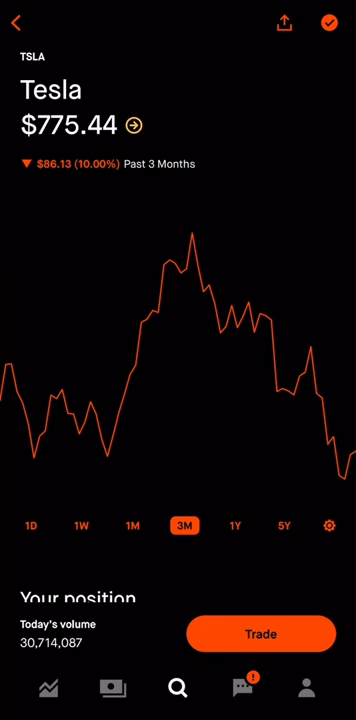 TSLA
Tesla
$775.44
▼ $86.13 (10.00%) Past 3 Months
1D 1W 1M 3M 1Y 5Y
Your position
Today's volume
30,714,087
Trade
!